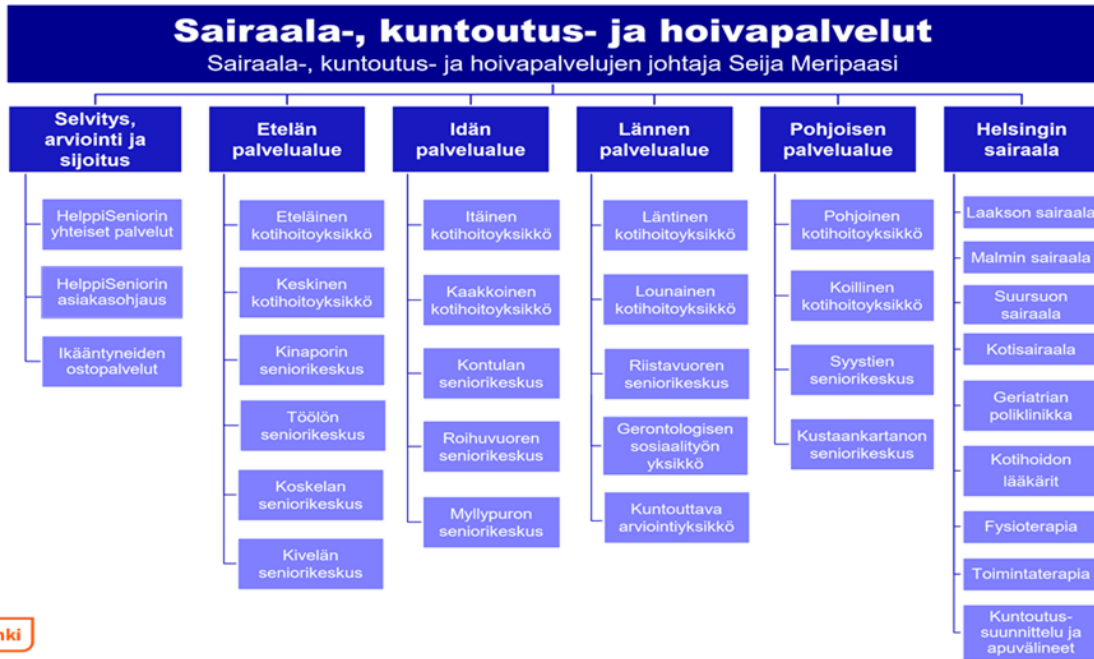 Sairaala-, kuntoutus- ja hoivapalvelut
Sairaala-, kuntoutus- ja hoivapalvelujen johtaja Seija Meripaasi
Selvitys,
arviointi ja
sijoitus
HelppiSeniorin
yhteiset palvelut
HelppiSeniorin
asiakasohjaus
Ikääntyneiden
ostopalvelut
Etelän
palvelualue
Eteläinen
kotihoitoyksikkö
Keskinen
kotihoitoyksikkö
Kinaporin
seniorikeskus
Töölön
seniorikeskus
Koskelan
seniorikeskus
Kivelän
seniorikeskus
Idän
palvelualue
Itäinen
kotihoitoyksikkö
Kaakkoinen
kotihoitoyksikkö
Kontulan
seniorikeskus
Roihuvuoren
seniorikeskus
Myllypuron
seniorikeskus
Lännen
palvelualue
Läntinen
kotihoitoyksikkö
Lounainen
kotihoitoyksikkö
Riistavuoren
seniorikeskus
Gerontologisen
sosiaalityön
yksikkö
Kuntouttava
arviointiyksikkö
Pohjoisen
palvelualue
Pohjoinen
kotihoitoyksikkö
Koillinen
kotihoitoyksikkö
Syystien
seniorikeskus
Kustaankartanon
seniorikeskus
Helsingin
sairaala
Laakson sairaala
Malmin sairaala
Suursuon
sairaala
Kotisairaala
Geriatrian
poliklinikka
Kotihoidon
lääkärit
Fysioterapia
Toimintaterapia
Kuntoutus-
suunnittelu ja
apuvälineet
nki